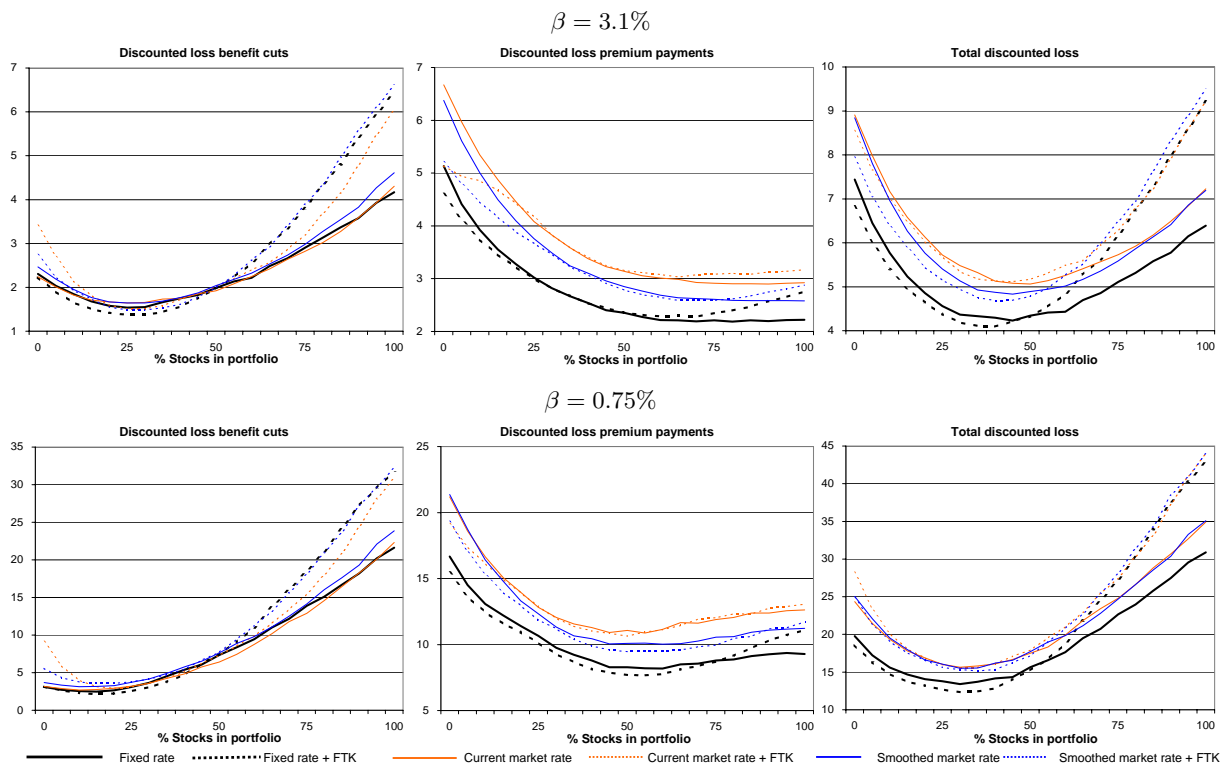 β = 3.1%
Discounted loss benefit cuts
7
6
5
4
3
2
1
0 25 50 75 100
% Stocks in portfolio
Discounted loss premium payments
7
6
5
4
3
2
0 25 50 75 100
% Stocks in portfolio
Total discounted loss
10
9
8
7
6
5
4
0 25 50 75 100
% Stocks in portfolio
β = 0.75%
Discounted loss benefit cuts
35
30
25
20
15
10
5
0
0 25 50 75 100
% Stocks in portfolio
Discounted loss premium payments
25
20
15
10
5
0 25 50 75 100
% Stocks in portfolio
Total discounted loss
45
40
35
30
25
20
15
10
0 25 50 75 100
% Stocks in portfolio
Fixed rate Fixed rate + FTK Current market rate Current market rate + FTK Smoothed market rate Smoothed market rate + FTK